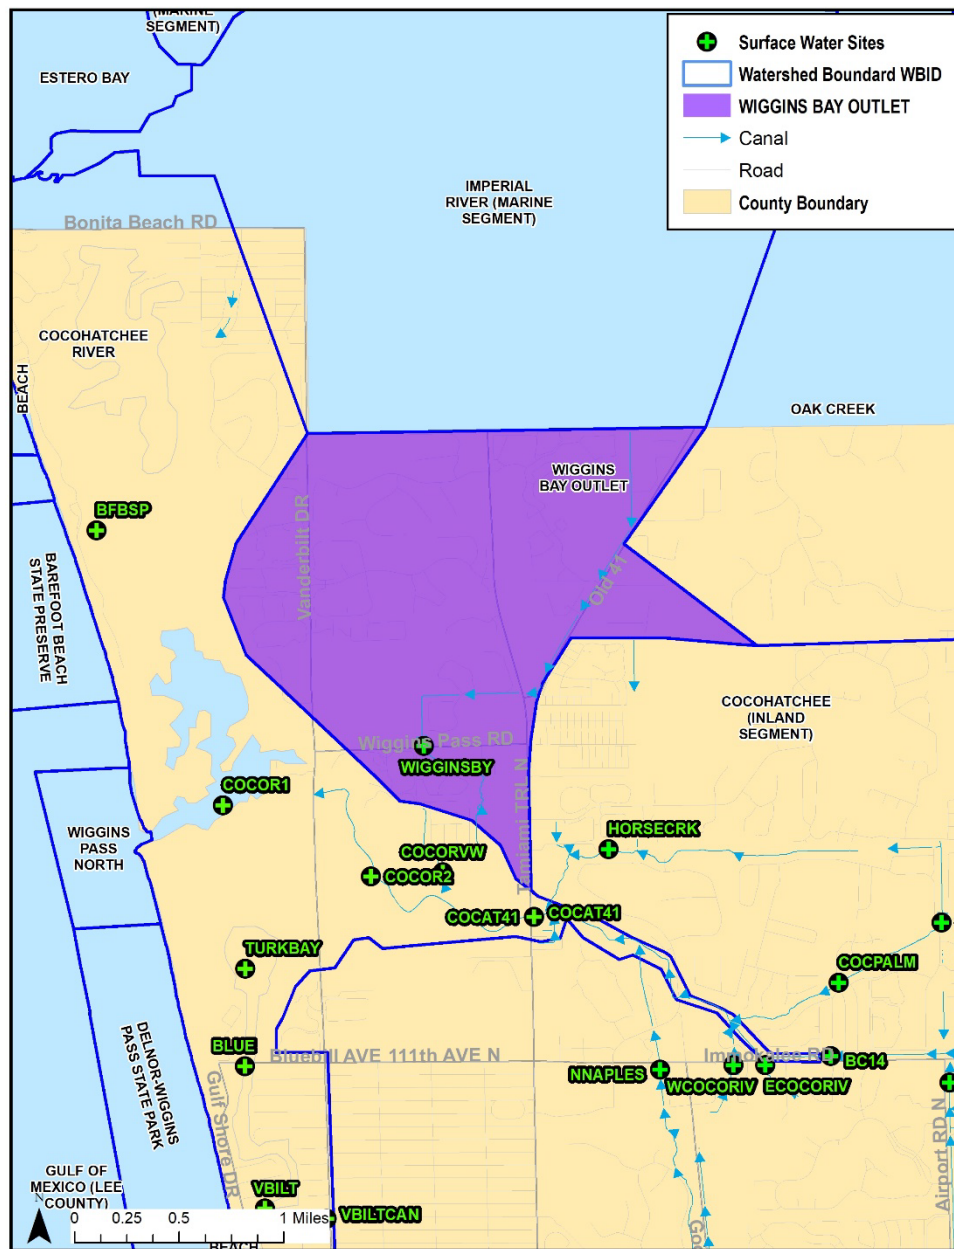 (MARINE
SEGMENT)
ESTERO BAY
Surface Water Sites
Watershed Boundard WBID
WIGGINS BAY OUTLET
Canal
Road
County Boundary
IMPERIAL
RIVER (MARINE
SEGMENT)
Bonita Beach RD
COCOHATCHEE
RIVER
BEACH
OAK CREEK
WIGGINS
BAY OUTLET
BFBSP
Vanderbilt DR
Old 41
BAREFOOT BEACH
STATE PRESERVE
COCOHATCHEE
(INLAND
SEGMENT)
Wiggins Pass RD
WIGGINSBY
COCOR1
Tamiami TRL N
HORSECRK
WIGGINS
PASS
NORTH
COCORVW
COCOR2
COCAT41
COCAT41
TURKBAY
COCPALM
DELNOR-WIGGINS
PASS STATE PARK
BLUE
Bluebill AVE 111th AVE N
Immokalee RD
BC14
NNAPLES
WCOCORIV
ECOCORIV
Gulf Shore DR
Airport RD N
GULF OF
MEXICO (LEE
COUNTY)
VBILT
VBILTCAN
N
0 0.25 0.5 1 Miles
BEACH